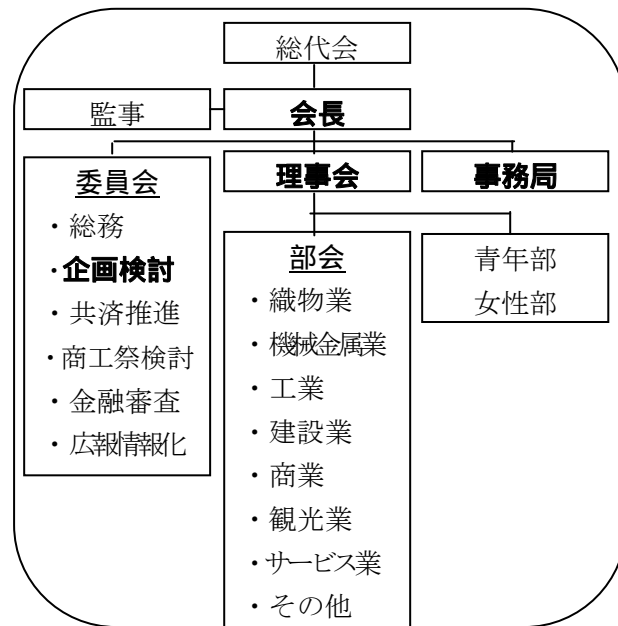 総代会
監事
会長
委員会
・総務
・企画検討
・共済推進
・商工祭検討
・金融審査
・広報情報化
理事会
部会
・織物業
・機械金属業
・工業
・建設業
・商業
・観光業
・サービス業
・その他
事務局
青年部
女性部